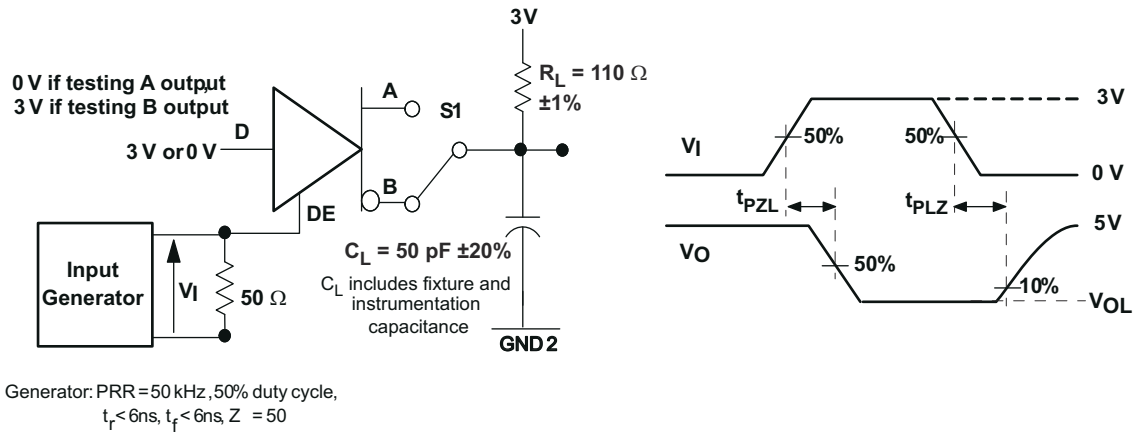 3V
R_L = 110 Ω
±1%
0 V if testing A output
3 V if testing B output
A
S1
D
3 V or 0 V
B
DE
Input
Generator
V_I
50 Ω
C_L = 50 pF ±20%
C_L includes fixture and
instrumentation
capacitance
GND 2
Generator: PRR = 50 kHz, 50% duty cycle,
t_r < 6ns, t_f < 6ns, Z = 50
3V
50%
50%
V_I
0 V
t_PZL
t_PLZ
5V
V_O
50%
10%
V_OL